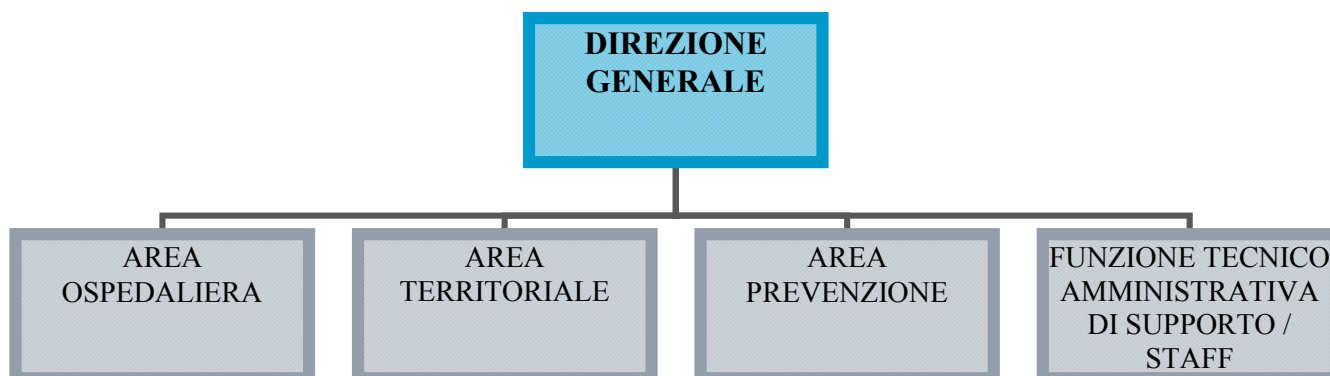 DIREZIONE
GENERALE
AREA
OSPEDALIERA
AREA
TERRITORIALE
AREA
PREVENZIONE
FUNZIONE TECNICO
AMMINISTRATIVA
DI SUPPORTO /
STAFF